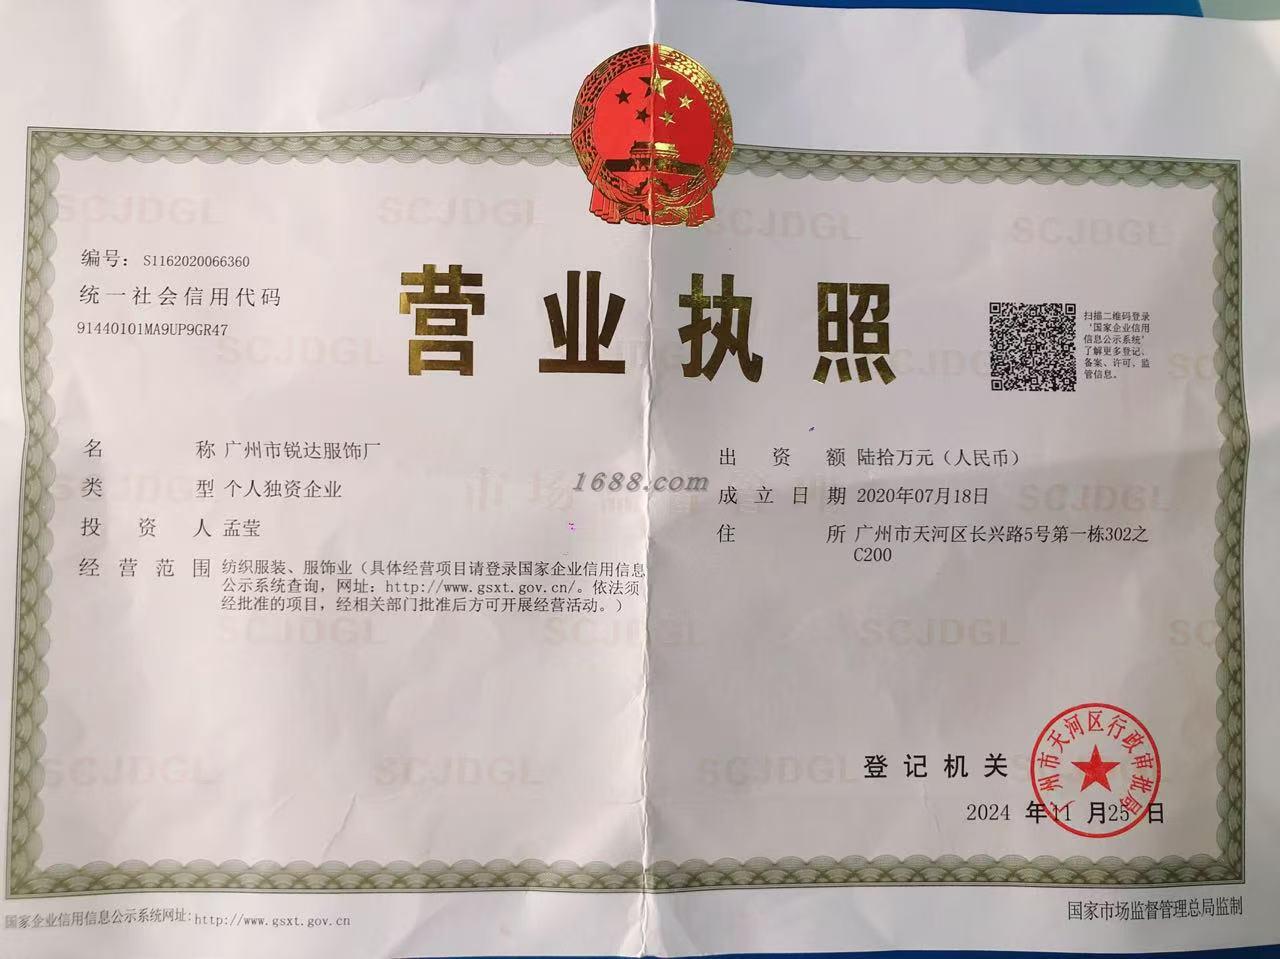 编号: S1162020066360
统一社会信用代码
91440101MA9UP9GR47
营业执照
扫描二维码登录
‘国家企业信用
信息公示系统’
了解更多登记、
备案、许可、监
管信息。
名称 广州市锐达服饰厂
类型 个人独资企业
投资人 孟莹
经营范围 纺织服装、服饰业（具体经营项目请登录国家企业信用信息
公示系统查询，网址：http://www.gsxt.gov.cn/。依法须
经批准的项目，经相关部门批准后方可开展经营活动。）
出资额 陆拾万元（人民币）
成立日期 2020年07月18日
住所 广州市天河区长兴路5号第一栋302之
C200
1688.com
登记机关
广州市天河区行政审批局
2024 年11 月25 日
国家企业信用信息公示系统网址:http://www.gsxt.gov.cn
国家市场监督管理总局监制
SCJDGL